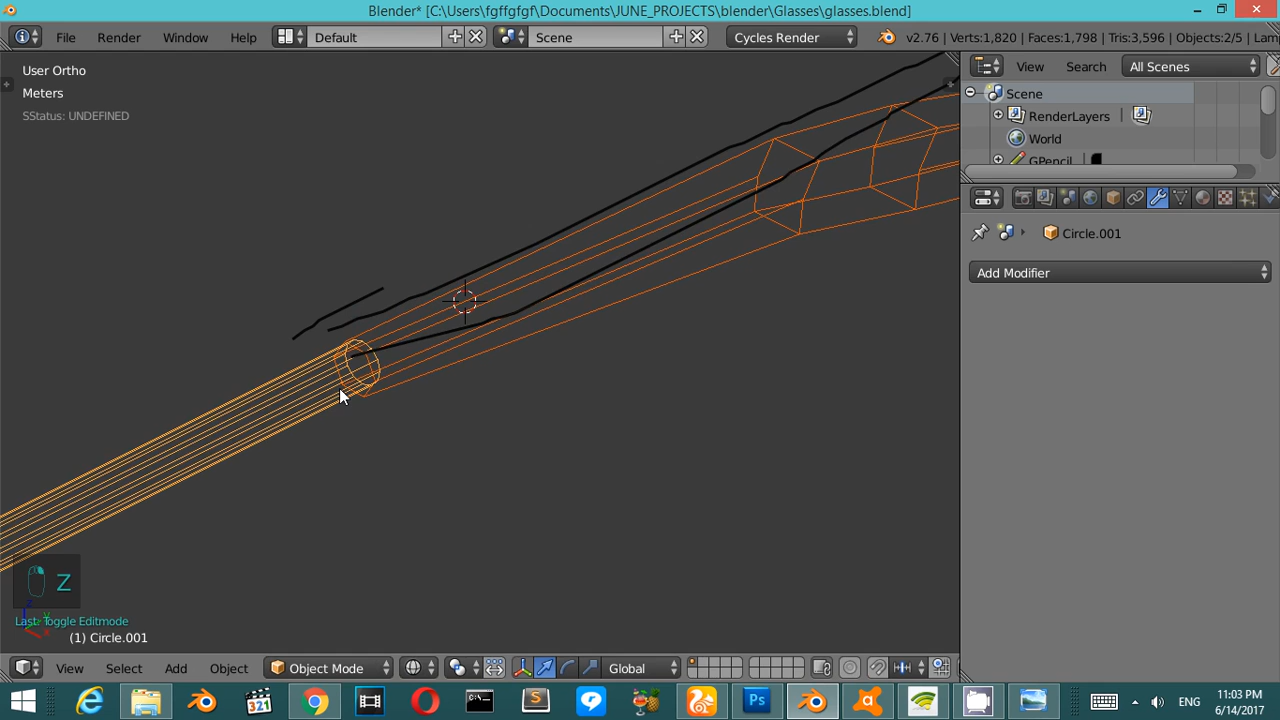 Blender* [C:\Users\fgffgfgf\Documents\JUNE_PROJECTS\blender\Glasses\glasses.blend]
File Render Window Help Default Scene Cycles Render v2.76 | Verts:1,820 | Faces:1,798 | Tris:3,596 | Objects:2/5 | Lam
User Ortho
Meters
SStatus: UNDEFINED
View Search All Scenes
Scene
RenderLayers
World
GPencil
Circle.001
Add Modifier
Z
Last: Toggle Editmode
(1) Circle.001
View Select Add Object Object Mode Global
321
Ps
ENG
11:03 PM
6/14/2017